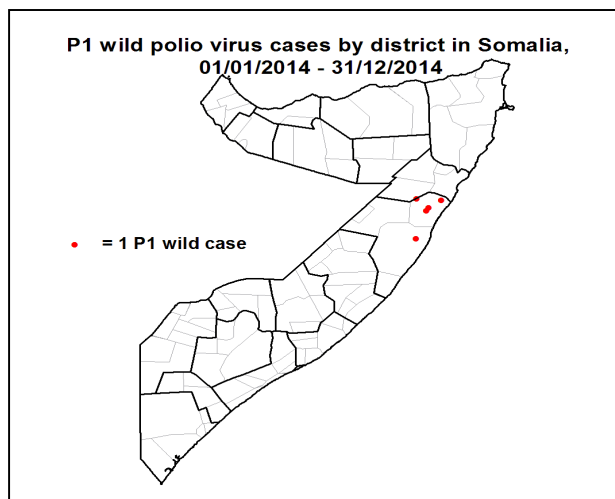 P1 wild polio virus cases by district in Somalia,
01/01/2014 - 31/12/2014
= 1 P1 wild case